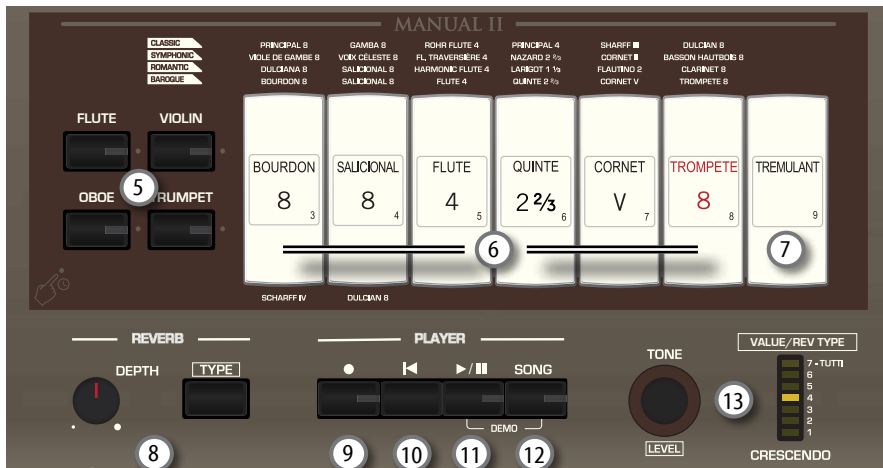 MANUAL II
CLASSIC
SYMPHONIC
ROMANTIC
BAROQUE
PRINCIPAL 8 GAMBA 8 ROHR FLUTE 4 PRINCIPAL 4 SHARFF III DULCIAN 8
VIOLE DE GAMBE 8 VOIX CÉLESTE 8 FL, TRAVERSIÈRE 4 NAZARD 2 ⅔ CORNET II BASSON HAUTBOIS 8
DULCIANA 8 SALICIONAL 8 HARMONIC FLUTE 4 LARIGOT 1 ⅓ FLAUTINO 2 CLARINET 8
BOURDON 8 SALICIONAL 8 FLUTE 4 QUINTE 2 ⅔ CORNET V TROMPETE 8
FLUTE VIOLIN
5
OBOE TRUMPET
BOURDON SALICIONAL FLUTE QUINTE CORNET TROMPETE TREMULANT
8 8 4 2 ⅔ V 8
3 4 5 6 7 8 9
6 7
SCHARFF IV DULCIAN 8
REVERB PLAYER
DEPTH TYPE
SONG
DEMO
8 9 10 11 12
TONE
LEVEL
13
VALUE/REV TYPE
7 - TUTTI
6
5
4
3
2
1
CRESCENDO